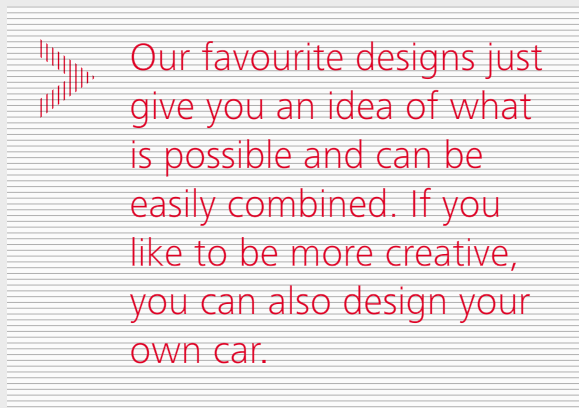 Our favourite designs just
give you an idea of what
is possible and can be
easily combined. If you
like to be more creative,
you can also design your
own car.